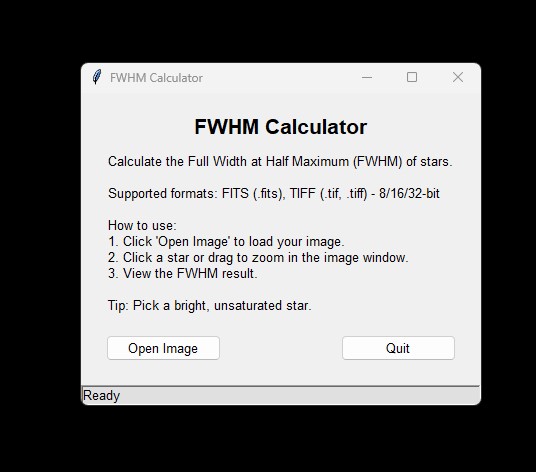 FWHM Calculator
FWHM Calculator
Calculate the Full Width at Half Maximum (FWHM) of stars.
Supported formats: FITS (.fits), TIFF (.tif, .tiff) - 8/16/32-bit
How to use:
1. Click 'Open Image' to load your image.
2. Click a star or drag to zoom in the image window.
3. View the FWHM result.
Tip: Pick a bright, unsaturated star.
Open Image
Quit
Ready